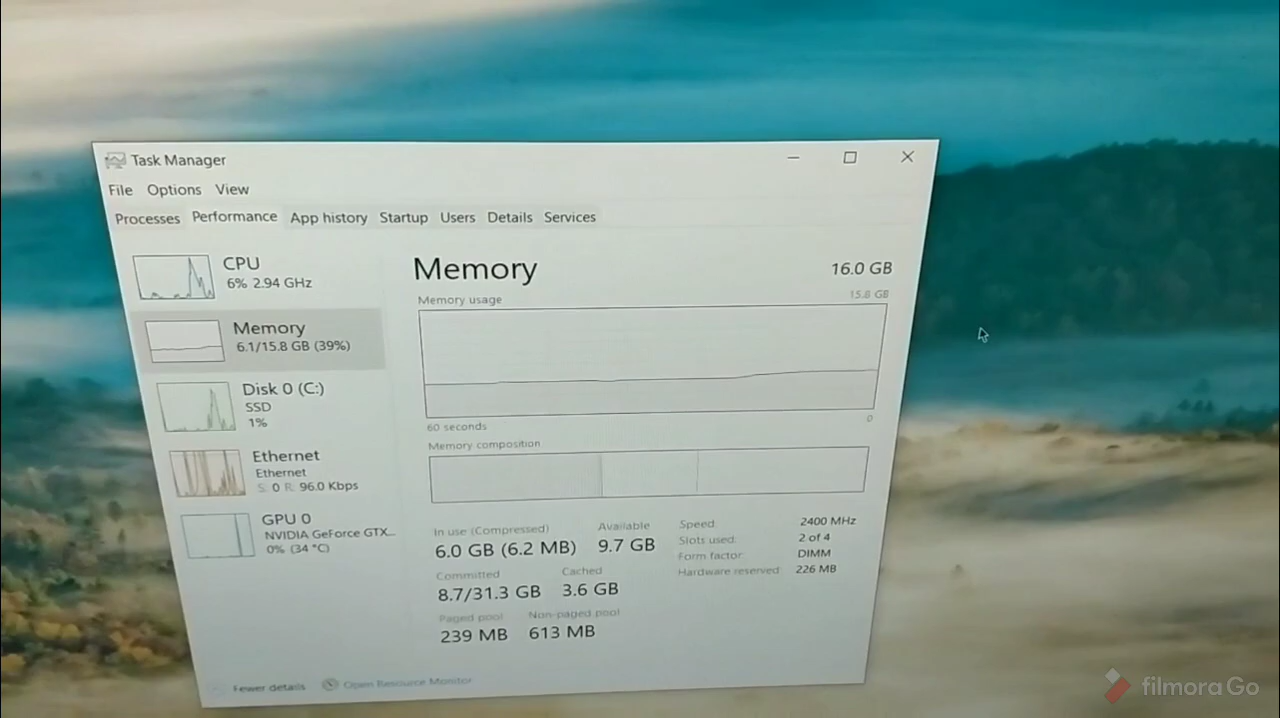 Task Manager
File Options View
Processes Performance App history Startup Users Details Services
CPU
6% 2.94 GHz
Memory
6.1/15.8 GB (39%)
Disk 0 (C:)
SSD
1%
Ethernet
Ethernet
S: 0 R: 96.0 Kbps
GPU 0
NVIDIA GeForce GTX...
0% (34 °C)
Memory 16.0 GB
Memory usage 15.8 GB
60 seconds 0
Memory composition
In use (Compressed) Available
6.0 GB (6.2 MB) 9.7 GB
Committed Cached
8.7/31.3 GB 3.6 GB
Paged pool Non-paged pool
239 MB 613 MB
Speed: 2400 MHz
Slots used: 2 of 4
Form factor: DIMM
Hardware reserved: 226 MB
Fewer details Open Resource Monitor
filmoraGo